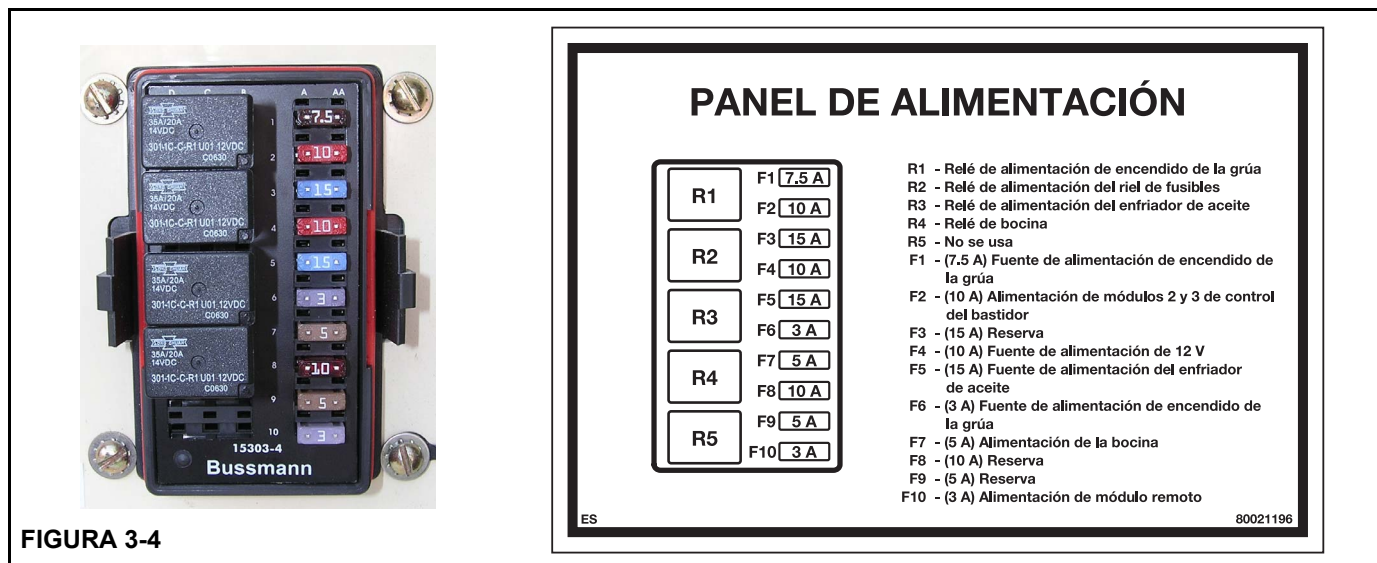 D C B A AA
35A/20A
14VDC
301-1C-C-R1 U01 12VDC
C0630
35A/20A
14VDC
301-1C-C-R1 U01 12VDC
C0630
35A/20A
14VDC
301-1C-C-R1 U01 12VDC
C0630
35A/20A
14VDC
301-1C-C-R1 U01 12VDC
C0630
1 7.5
2 10
3 15
4 10
5 15
6 3
7 5
8 10
9 5
10 3
15303-4
Bussmann
FIGURA 3-4
PANEL DE ALIMENTACIÓN
R1
R2
R3
R4
R5
F1 7.5 A
F2 10 A
F3 15 A
F4 10 A
F5 15 A
F6 3 A
F7 5 A
F8 10 A
F9 5 A
F10 3 A
R1 - Relé de alimentación de encendido de la grúa
R2 - Relé de alimentación del riel de fusibles
R3 - Relé de alimentación del enfriador de aceite
R4 - Relé de bocina
R5 - No se usa
F1 - (7.5 A) Fuente de alimentación de encendido de
la grúa
F2 - (10 A) Alimentación de módulos 2 y 3 de control
del bastidor
F3 - (15 A) Reserva
F4 - (10 A) Fuente de alimentación de 12 V
F5 - (15 A) Fuente de alimentación del enfriador
de aceite
F6 - (3 A) Fuente de alimentación de encendido de
la grúa
F7 - (5 A) Alimentación de la bocina
F8 - (10 A) Reserva
F9 - (5 A) Reserva
F10 - (3 A) Alimentación de módulo remoto
ES
80021196